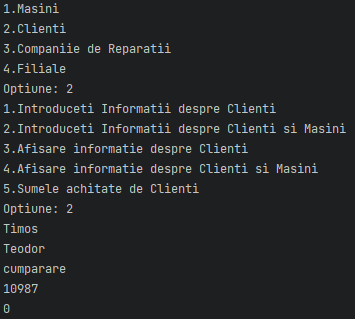 1.Masini
2.Clienti
3.Companiie de Reparatii
4.Filiale
Optiune: 2
1.Introduceti Informatii despre Clienti
2.Introduceti Informatii despre Clienti si Masini
3.Afisare informatie despre Clienti
4.Afisare informatie despre Clienti si Masini
5.Sumele achitate de Clienti
Optiune: 2
Timos
Teodor
cumparare
10987
0